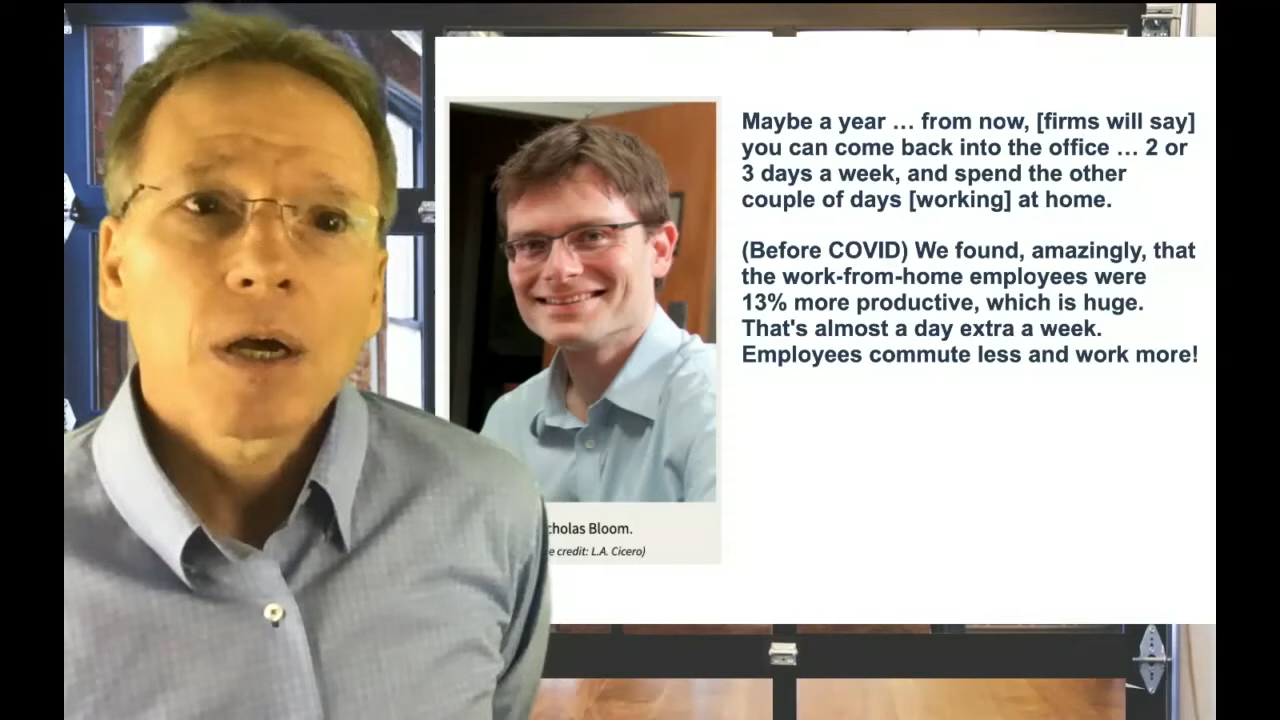 Maybe a year … from now, [firms will say]
you can come back into the office … 2 or
3 days a week, and spend the other
couple of days [working] at home.
(Before COVID) We found, amazingly, that
the work-from-home employees were
13% more productive, which is huge.
That's almost a day extra a week.
Employees commute less and work more!
cholas Bloom.
e credit: L.A. Cicero)